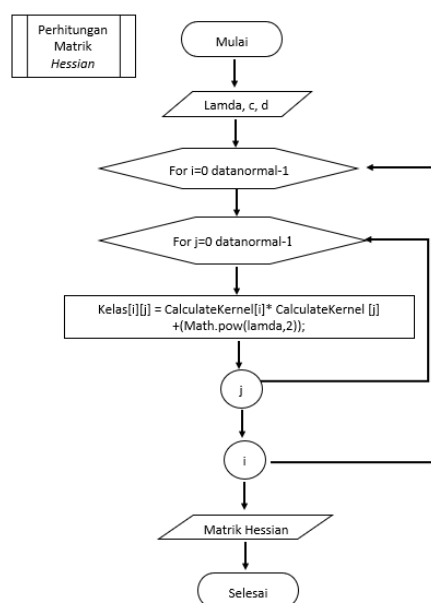 Perhitungan
Matrik
Hessian
Mulai
Lamda, c, d
For i=0 datanormal-1
For j=0 datanormal-1
Kelas[i][j] = CalculateKernel[i]* CalculateKernel [j]
+(Math.pow(lamda,2));
j
i
Matrik Hessian
Selesai